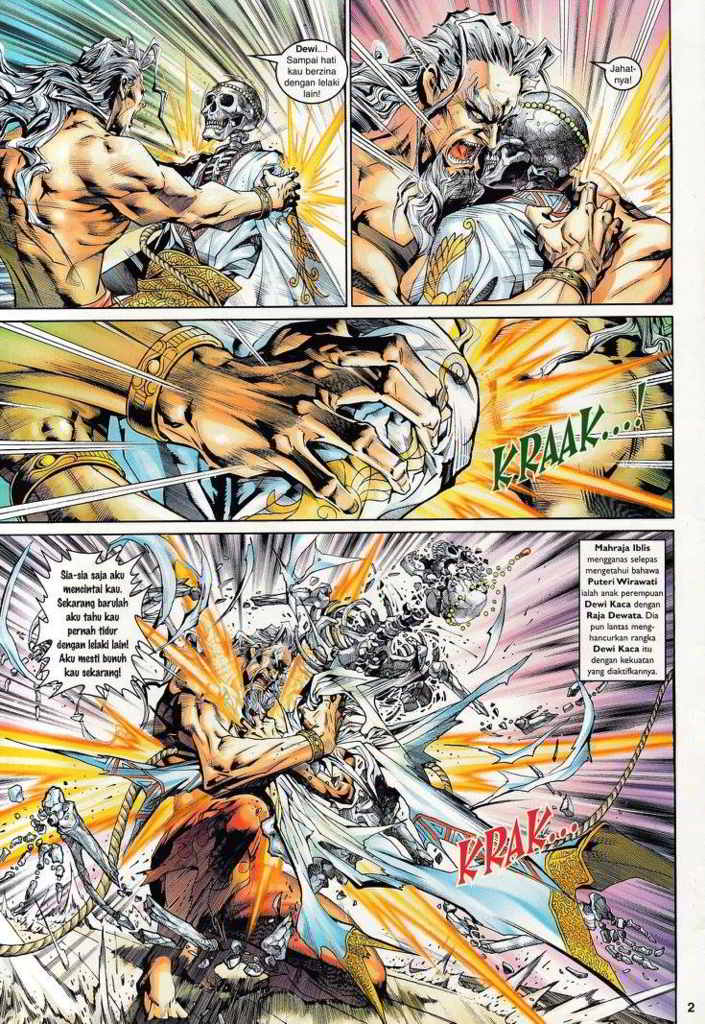 Dewi...!
Sampai hati
kau berzina
dengan lelaki
lain!
Jahat-
nya!
KRAAK...!
Sia-sia saja aku
mencintai kau.
Sekarang barulah
aku tahu kau
pernah tidur
dengan lelaki lain!
Aku mesti bunuh
kau sekarang!
Mahraja Iblis
mengganas selepas
mengetahui bahawa
Puteri Wirawati
ialah anak perempuan
Dewi Kaca dengan
Raja Dewata. Dia
pun lantas meng-
hancurkan rangka
Dewi Kaca itu
dengan kekuatan
yang diaktifkanya.
KRAK...
2